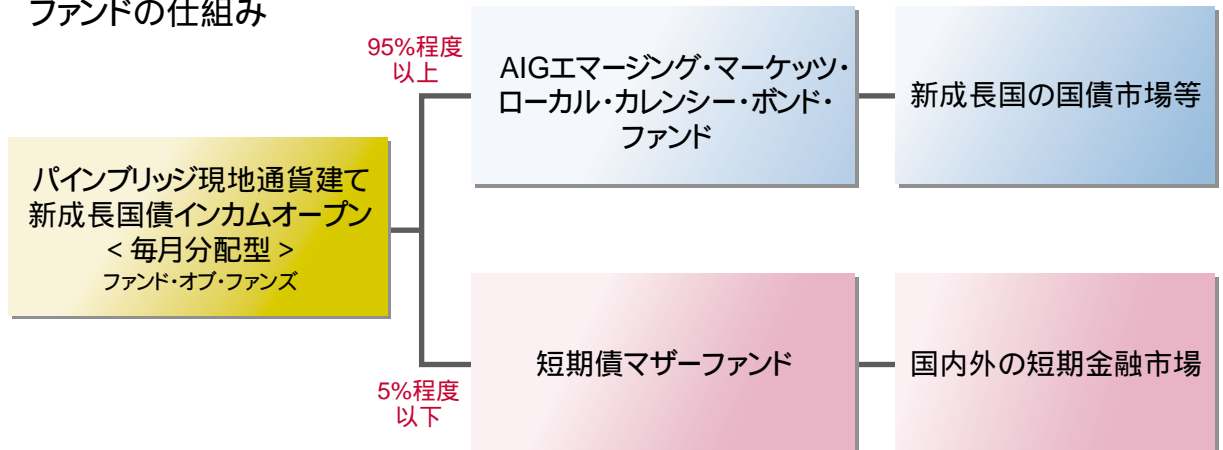 ファンドの仕組み
95%程度
以上
AIGエマージング・マーケッツ・
ローカル・カレンシー・ボンド・
ファンド
新成長国の国債市場等
パインブリッジ現地通貨建て
新成長国債インカムオープン
<毎月分配型>
ファンド・オブ・ファンズ
短期債マザーファンド
国内外の短期金融市場
5%程度
以下